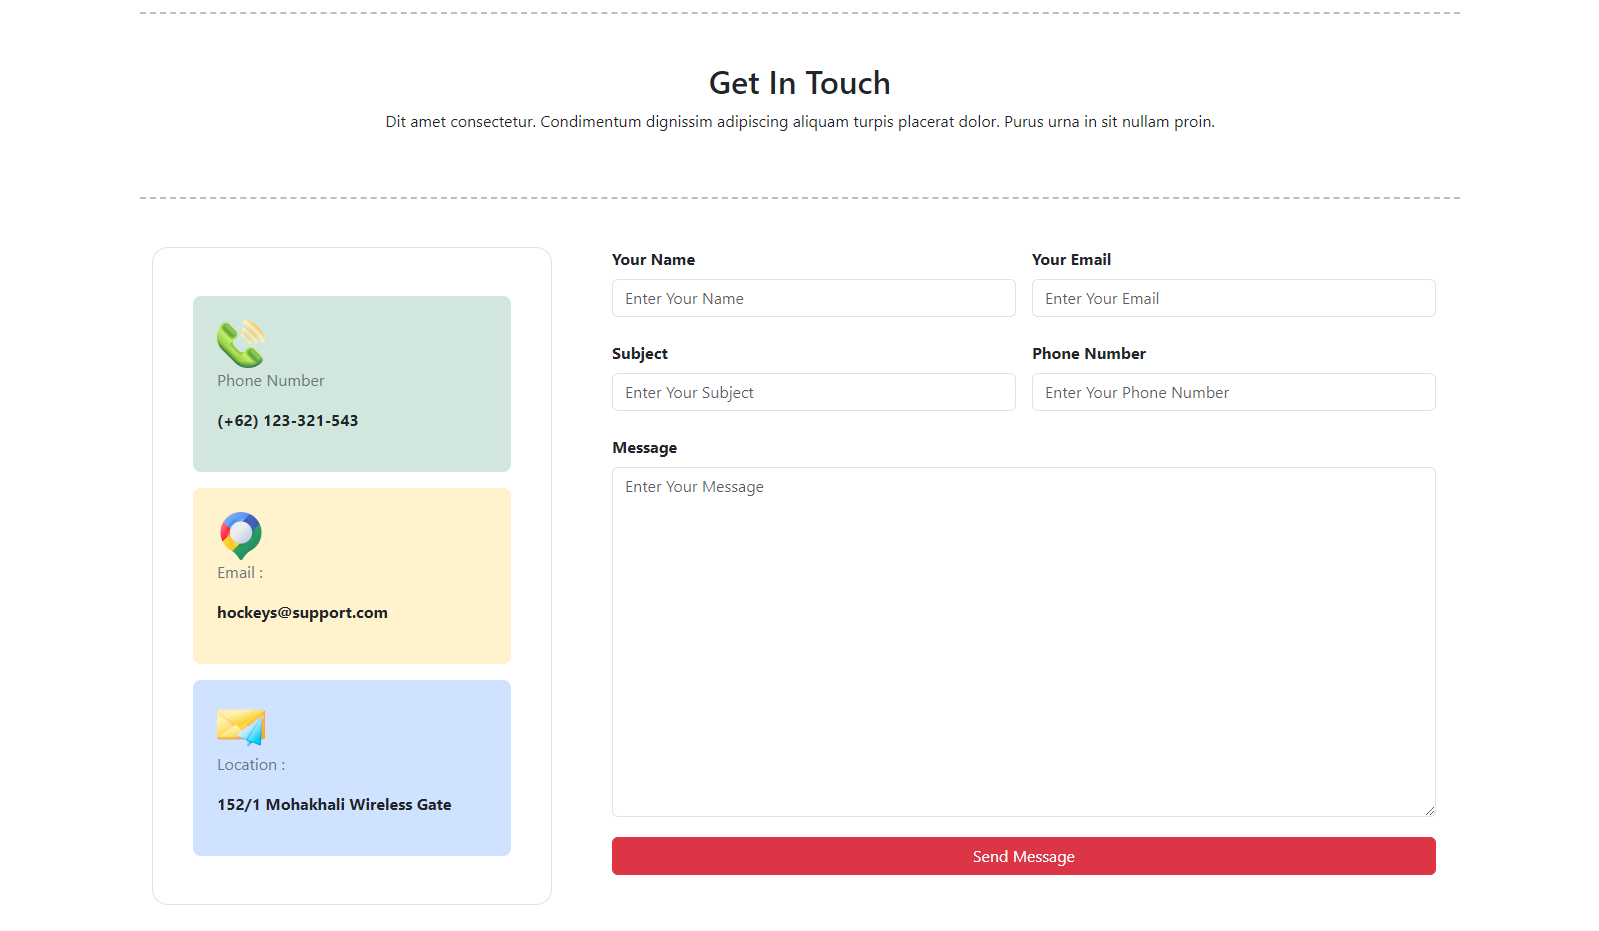 Get In Touch
Dit amet consectetur. Condimentum dignissim adipiscing aliquam turpis placerat dolor. Purus urna in sit nullam proin.
Phone Number
(+62) 123-321-543
Email :
hockeys@support.com
Location :
152/1 Mohakhali Wireless Gate
Your Name
Enter Your Name
Your Email
Enter Your Email
Subject
Enter Your Subject
Phone Number
Enter Your Phone Number
Message
Enter Your Message
Send Message